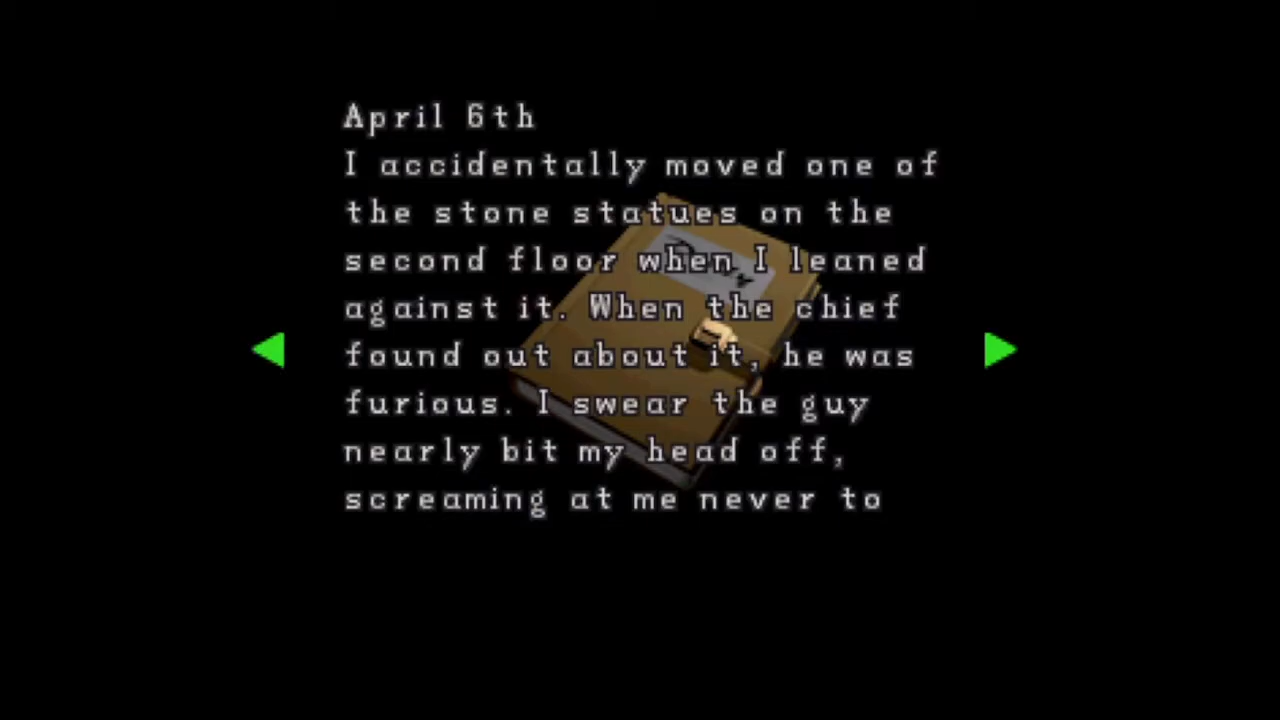 April 6th
I accidentally moved one of
the stone statues on the
second floor when I leaned
against it. When the chief
found out about it, he was
furious. I swear the guy
nearly bit my head off,
screaming at me never to
Diary